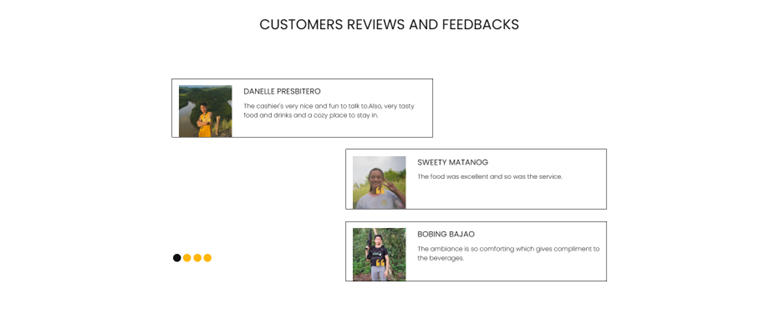 CUSTOMERS REVIEWS AND FEEDBACKS
DANELLE PRESBITERO
The cashier's very nice and fun to talk to.Also, very tasty
food and drinks and a cozy place to stay in.
SWEETY MATANOG
The food was excellent and so was the service.
BOBING BAJAO
The ambiance is so comforting which gives compliment to
the beverages.